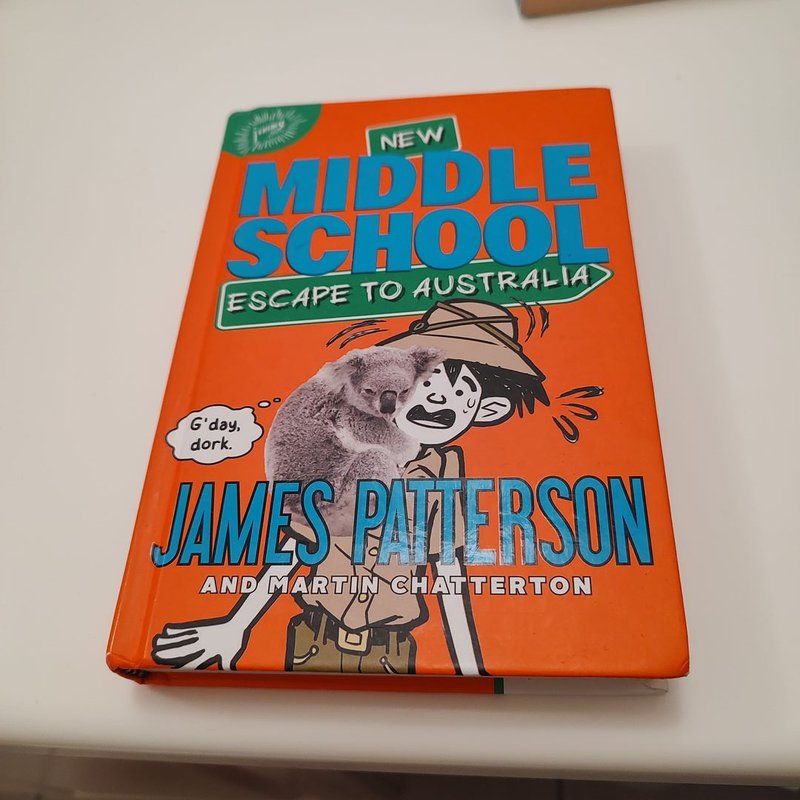 NEW
MIDDLE
SCHOOL
ESCAPE TO AUSTRALIA
G'day,
dork.
JAMES PATTERSON
AND MARTIN CHATTERTON